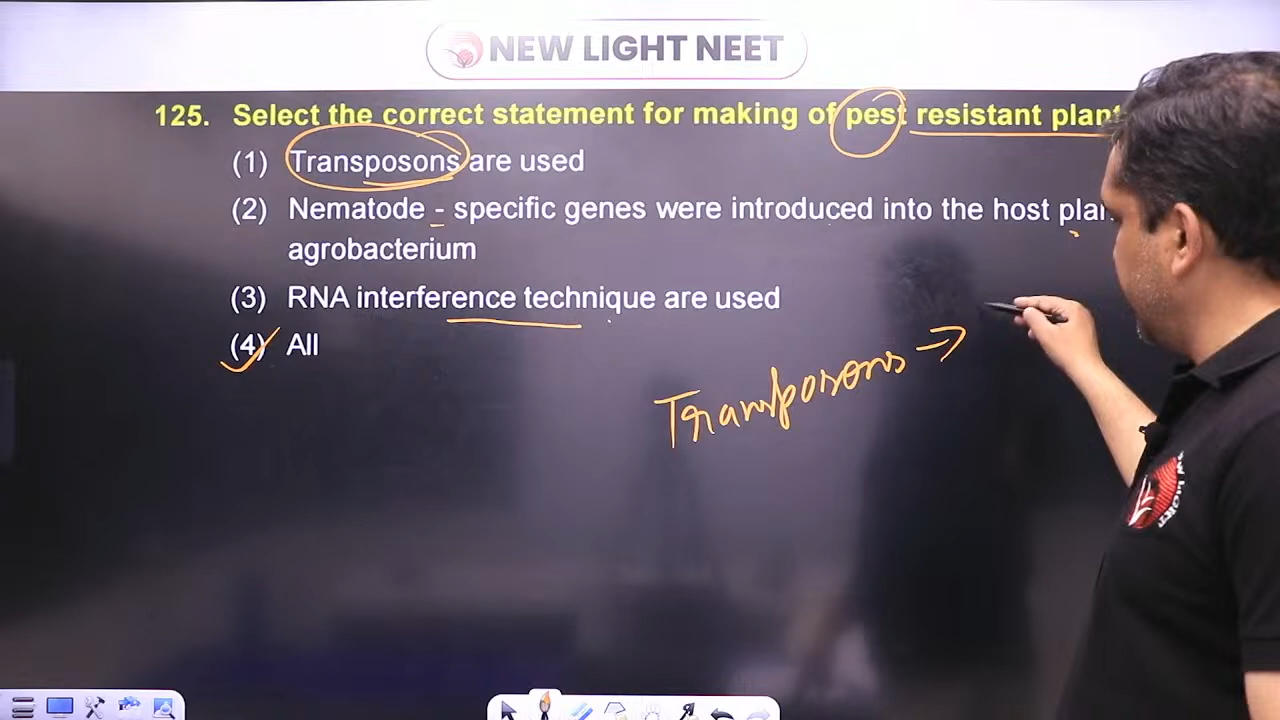 NEW LIGHT NEET
125. Select the correct statement for making of pest resistant plant
(1) Transposons are used
(2) Nematode - specific genes were introduced into the host
agrobacterium
(3) RNA interference technique are used
(4) All
Transposons →